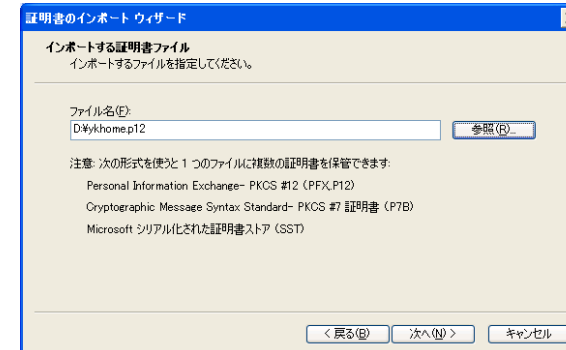 証明書のインポート ウィザード
インポートする証明書ファイル
インポートするファイルを指定してください。
ファイル名(F):
D:¥ykhome.p12
参照(R)...
注意: 次の形式を使うと 1 つのファイルに複数の証明書を保管できます:
Personal Information Exchange- PKCS #12 (PFX,P12)
Cryptographic Message Syntax Standard- PKCS #7 証明書 (P7B)
Microsoft シリアル化された証明書ストア (SST)
< 戻る(B) 次へ(N) > キャンセル